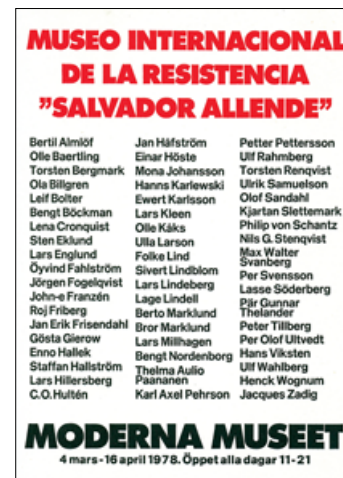 MUSEO INTERNACIONAL
DE LA RESISTENCIA
”SALVADOR ALLENDE”
Bertil Almlöf
Olle Baertling
Torsten Bergmark
Ola Billgren
Leif Bolter
Bengt Böckman
Lena Cronquist
Sten Eklund
Lars Englund
Öyvind Fahlström
Jörgen Fogelqvist
John-e Franzén
Roj Friberg
Jan Erik Frisendahl
Gösta Gierow
Enno Hallek
Staffan Hallström
Lars Hillersberg
C.O.Hultén
Jan Håfström
Einar Höste
Mona Johansson
Hanns Karlewski
Ewert Karlsson
Lars Kleen
Olle Kåks
Ulla Larson
Folke Lind
Sivert Lindblom
Lars Lindeberg
Lage Lindell
Berto Marklund
Bror Marklund
Lars Millhagen
Bengt Nordenborg
Thelma Aulio
Paananen
Karl Axel Pehrson
Petter Pettersson
Ulf Rahmberg
Torsten Renqvist
Ulrik Samuelson
Olof Sandahl
Kjartan Slettemark
Philip von Schantz
Nils G. Stenqvist
Max Walter
Svanberg
Per Svensson
Lasse Söderberg
Pär Gunnar
Thelander
Peter Tillberg
Per Olof Ultvedt
Hans Viksten
Ulf Wahlberg
Henck Wognum
Jacques Zadig
MODERNA MUSEET
4 mars-16 april 1978. Öppet alla dagar 11-21